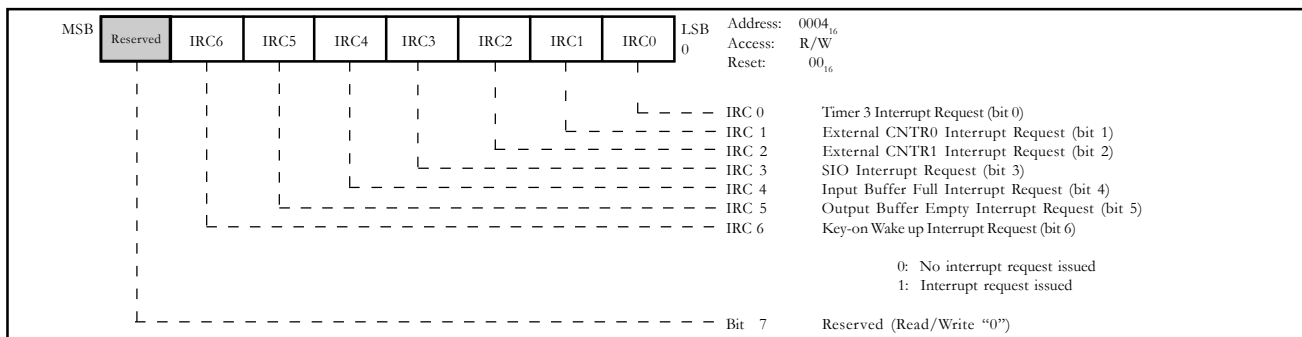 MSB Reserved IRC6 IRC5 IRC4 IRC3 IRC2 IRC1 IRC0 LSB
0
Address: 0004₁₆
Access: R/W
Reset: 00₁₆
IRC 0 Timer 3 Interrupt Request (bit 0)
IRC 1 External CNTR0 Interrupt Request (bit 1)
IRC 2 External CNTR1 Interrupt Request (bit 2)
IRC 3 SIO Interrupt Request (bit 3)
IRC 4 Input Buffer Full Interrupt Request (bit 4)
IRC 5 Output Buffer Empty Interrupt Request (bit 5)
IRC 6 Key-on Wake up Interrupt Request (bit 6)
0: No interrupt request issued
1: Interrupt request issued
Bit 7 Reserved (Read/Write “0”)